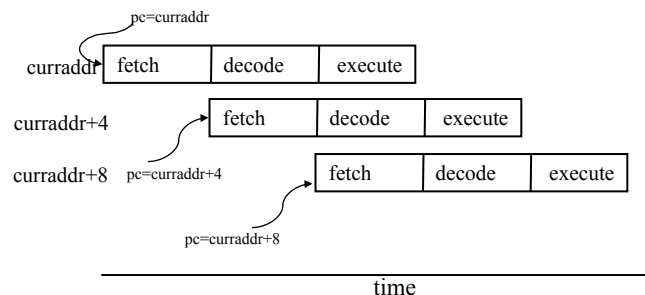 pc=curraddr
curraddr fetch decode execute
curraddr+4 fetch decode execute
curraddr+8 pc=curraddr+4 fetch decode execute
pc=curraddr+8
time